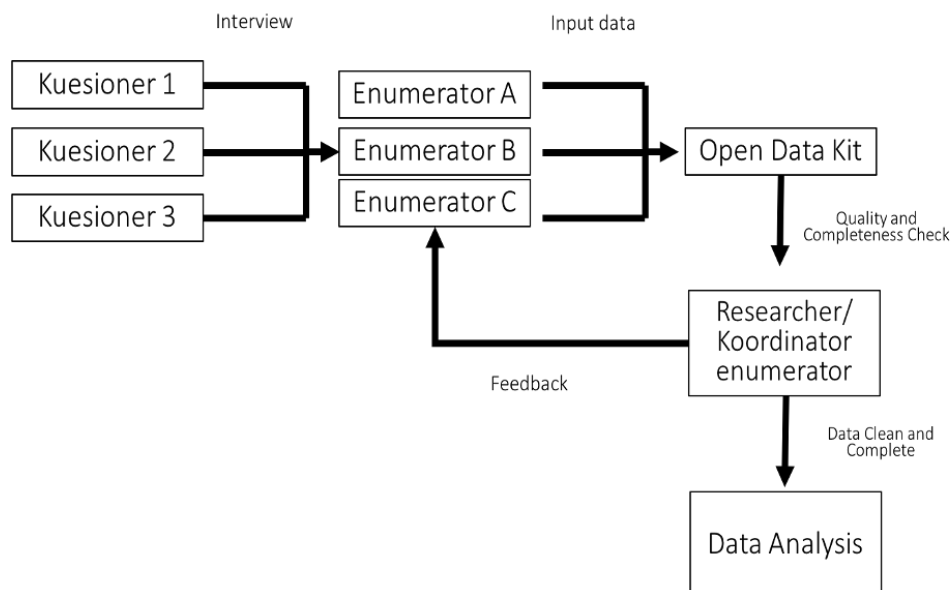 Interview
Input data
Kuesioner 1
Enumerator A
Kuesioner 2
Enumerator B
Open Data Kit
Kuesioner 3
Enumerator C
Quality and
Completeness Check
Researcher/
Koordinator
enumerator
Feedback
Data Clean and
Complete
Data Analysis